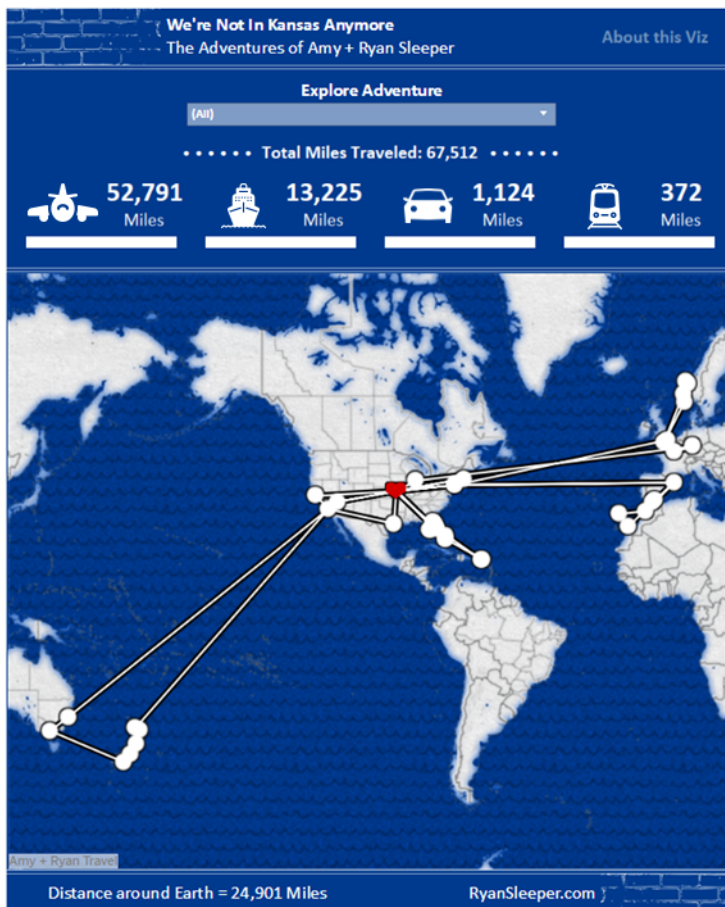 We're Not In Kansas Anymore
The Adventures of Amy + Ryan Sleeper
About this Viz
Explore Adventure
(All)
Total Miles Traveled: 67,512
52,791
Miles
13,225
Miles
1,124
Miles
372
Miles
Amy + Ryan Travel
Distance around Earth = 24,901 Miles
RyanSleeper.com